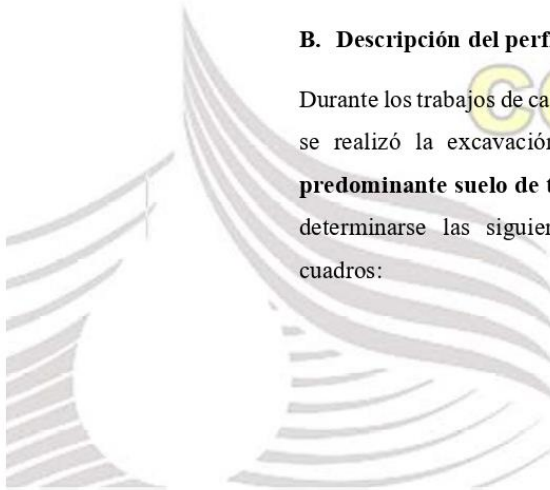 B. Descripción del perf
Durante los trabajos de ca
se realizó la excavación
predominante suelo de t
determinarse las siguien
cuadros: